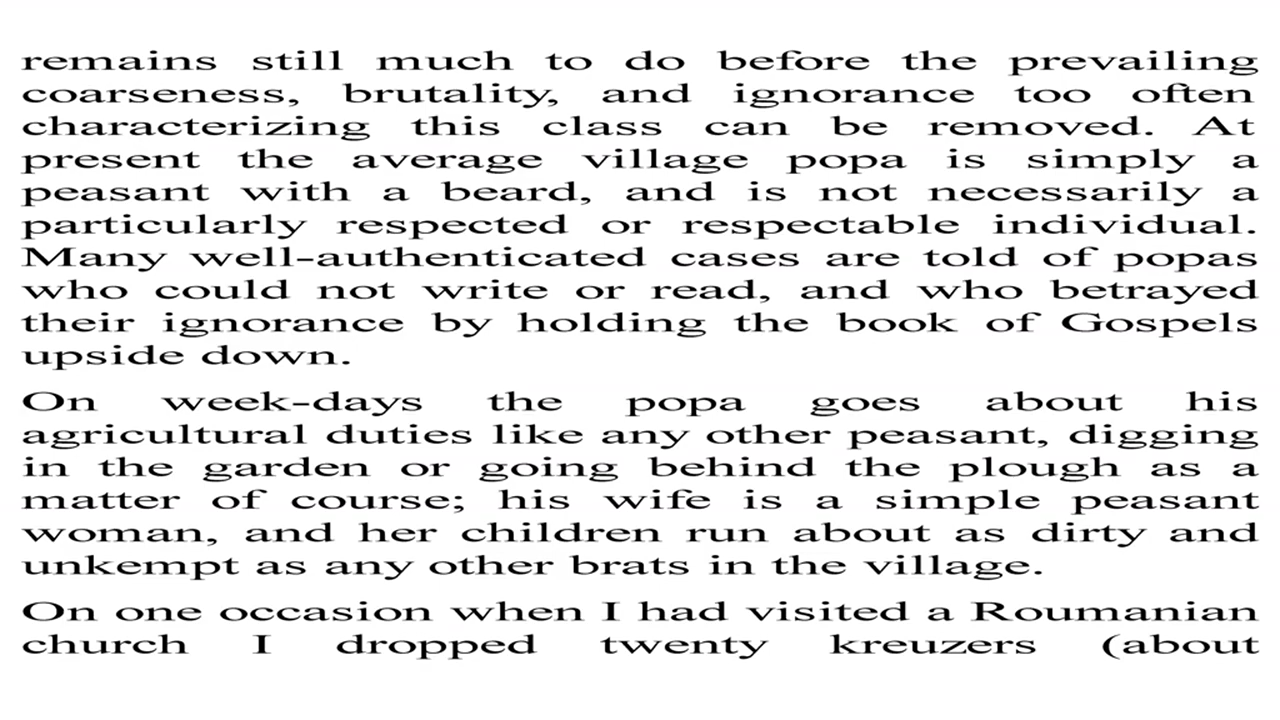 remains still much to do before the prevailing
coarseness, brutality, and ignorance too often
characterizing this class can be removed. At
present the average village popa is simply a
peasant with a beard, and is not necessarily a
particularly respected or respectable individual.
Many well-authenticated cases are told of popas
who could not write or read, and who betrayed
their ignorance by holding the book of Gospels
upside down.
On week-days the popa goes about his
agricultural duties like any other peasant, digging
in the garden or going behind the plough as a
matter of course; his wife is a simple peasant
woman, and her children run about as dirty and
unkempt as any other brats in the village.
On one occasion when I had visited a Roumanian
church I dropped twenty kreuzers (about